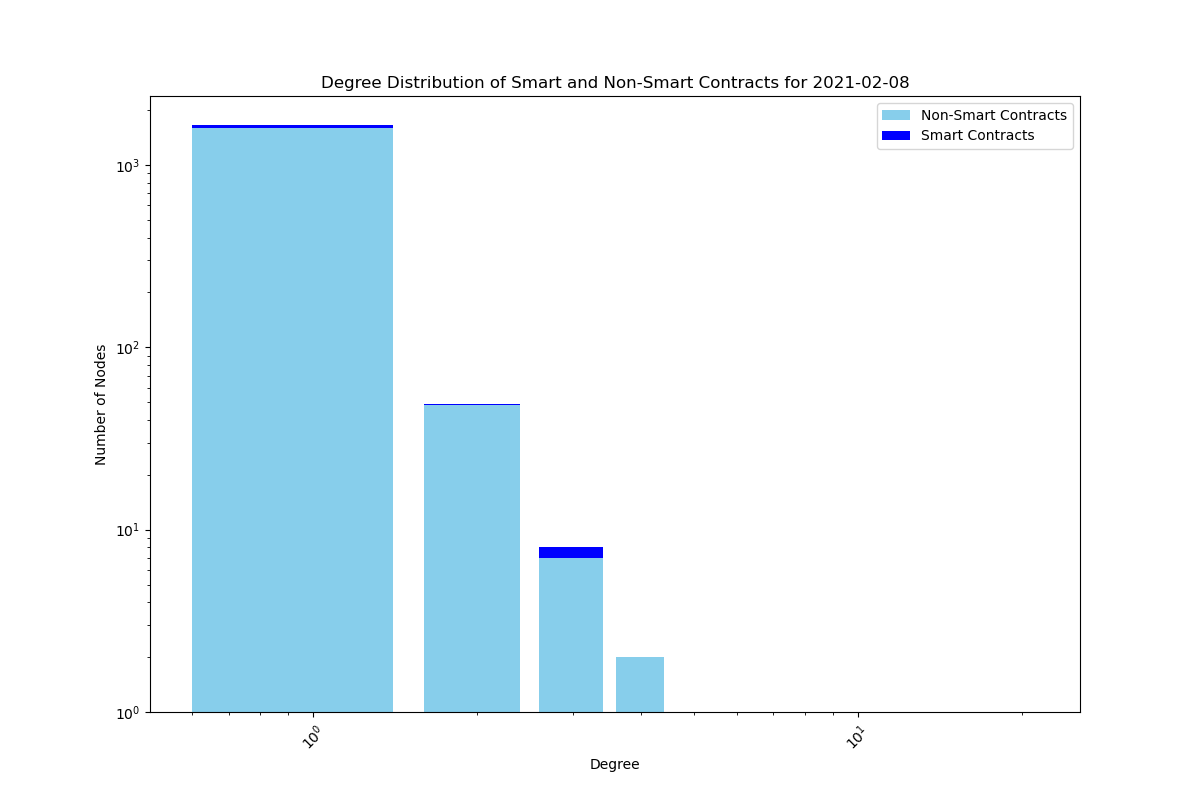 Degree Distribution of Smart and Non-Smart Contracts for 2021-02-08
Non-Smart Contracts
Smart Contracts
Number of Nodes
10³
10²
10¹
10⁰
10⁰
10¹
Degree